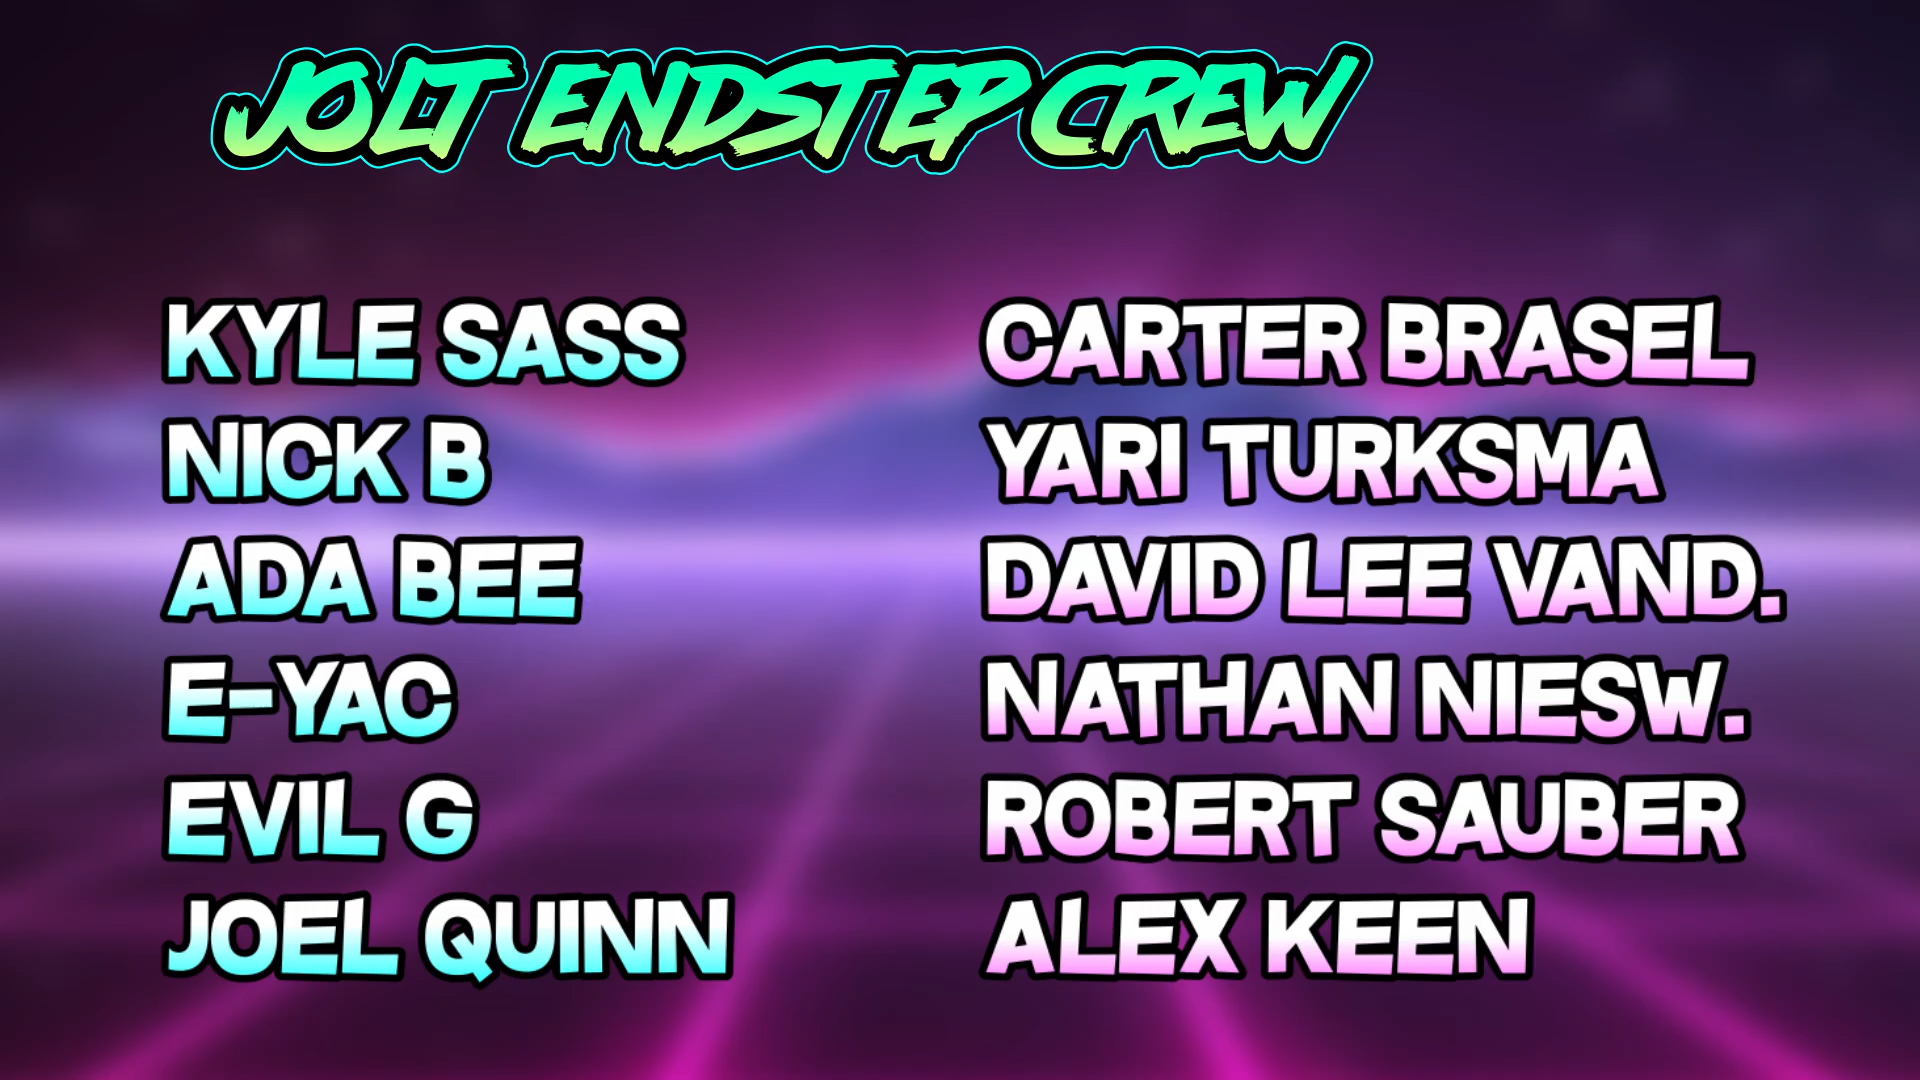 JOLT ENDSTEP CREW
KYLE SASS
NICK B
ADA BEE
E-YAC
EVIL G
JOEL QUINN
CARTER BRASEL
YARI TURKSMA
DAVID LEE VAND.
NATHAN NIESW.
ROBERT SAUBER
ALEX KEEN